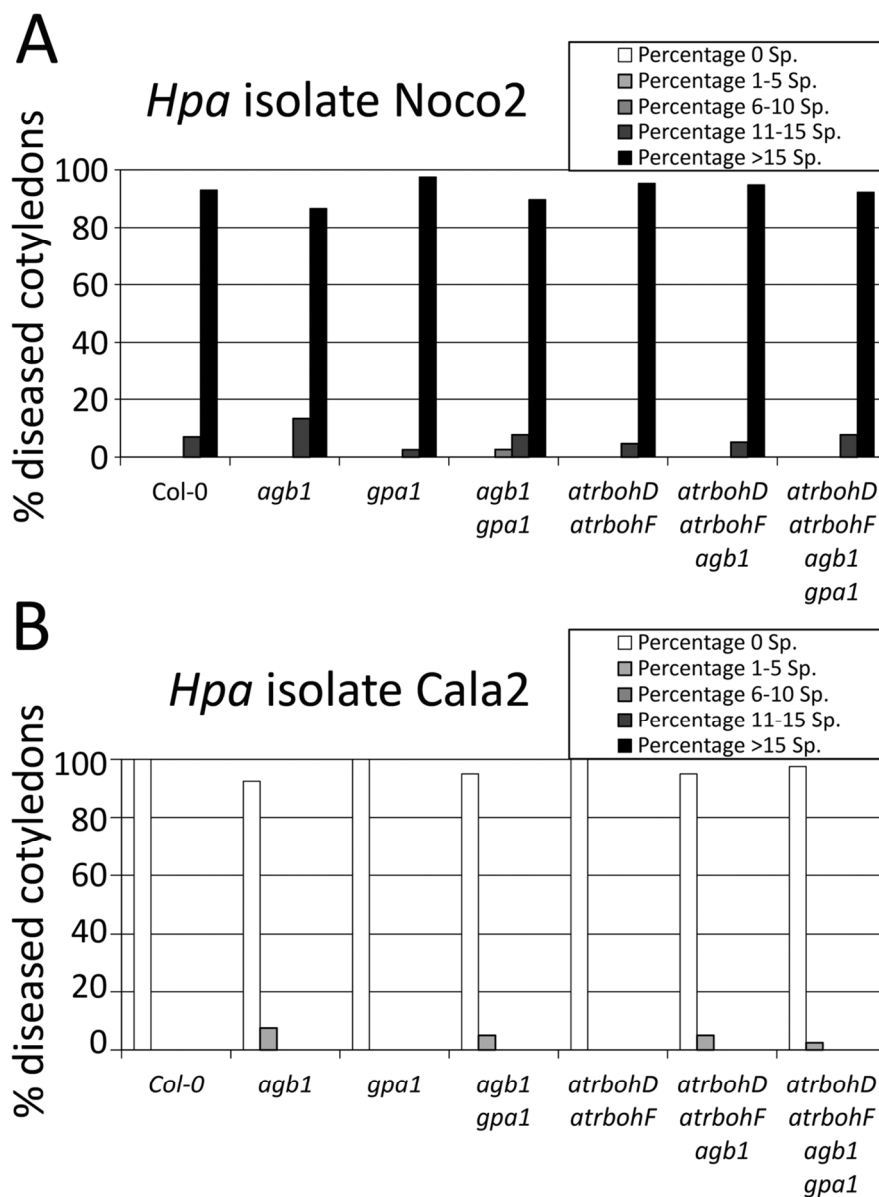 A
Hpa isolate Noco2
Percentage 0 Sp.
Percentage 1-5 Sp.
Percentage 6-10 Sp.
Percentage 11-15 Sp.
Percentage >15 Sp.
% diseased cotyledons
100
80
60
40
20
0
Col-0
agb1
gpa1
agb1
gpa1
atrbohD
atrbohF
atrbohD
atrbohF
agb1
atrbohD
atrbohF
agb1
gpa1
B
Hpa isolate Cala2
Percentage 0 Sp.
Percentage 1-5 Sp.
Percentage 6-10 Sp.
Percentage 11-15 Sp.
Percentage >15 Sp.
% diseased cotyledons
100
80
60
40
20
0
Col-0
agb1
gpa1
agb1
gpa1
atrbohD
atrbohF
atrbohD
atrbohF
agb1
atrbohD
atrbohF
agb1
gpa1